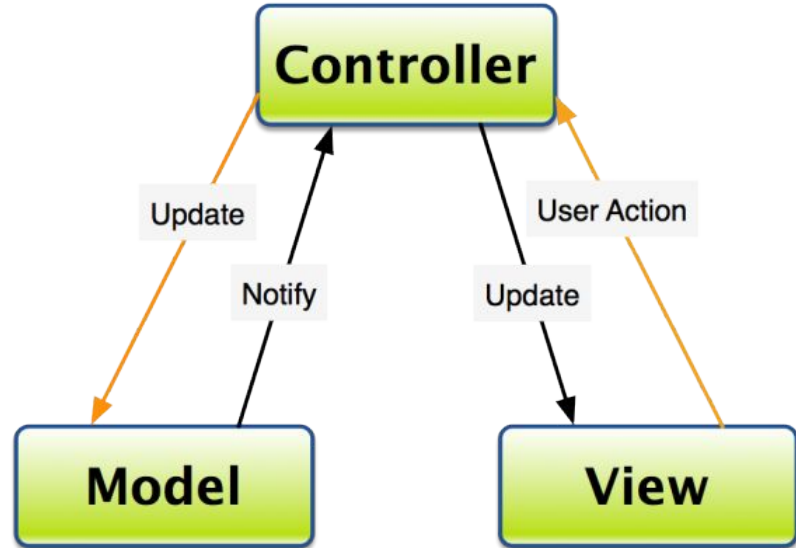 Controller
Update
User Action
Notify
Update
Model
View